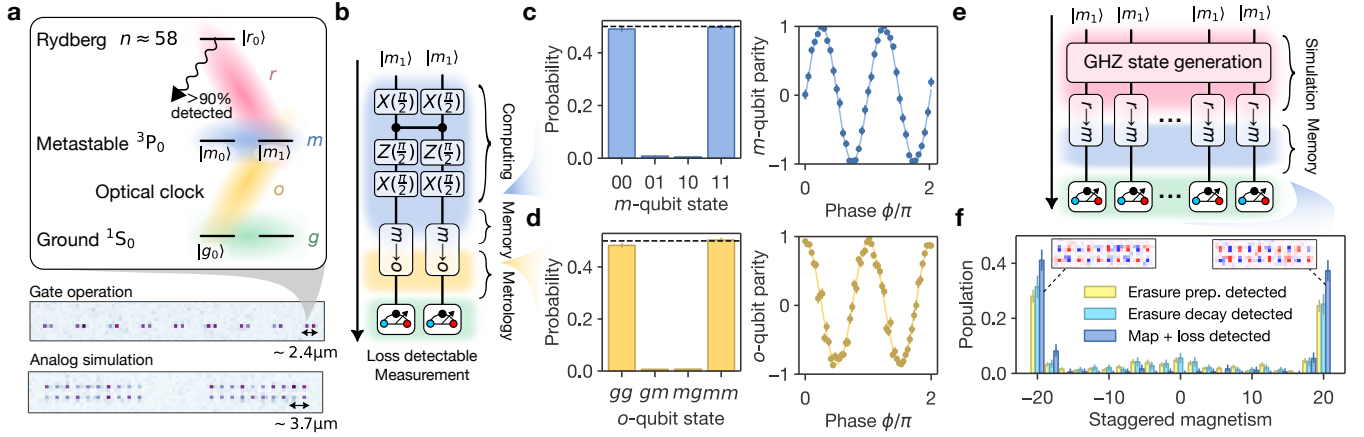 a
Rydberg n ≈ 58
|r₀⟩
r
>90%
detected
Metastable ³P₀
m
|m₀⟩ |m₁⟩
Optical clock
o
Ground ¹S₀
g
|g₀⟩
Gate operation
~ 2.4μm
Analog simulation
~ 3.7μm
b
|m₁⟩ |m₁⟩
X(π/2) X(π/2)
Z(π/2) Z(π/2)
X(π/2) X(π/2)
m→o m→o
Computing
Memory
Metrology
Loss detectable
Measurement
c
Probability
0.4
0.2
0.0
00 01 10 11
m-qubit state
m-qubit parity
1
0
−1
0 1 2
Phase ϕ/π
d
Probability
0.4
0.2
0.0
gg gm mg mm
o-qubit state
o-qubit parity
1
0
−1
0 1 2
Phase ϕ/π
e
|m₁⟩ |m₁⟩ |m₁⟩ |m₁⟩
GHZ state generation
r→m r→m ... r→m r→m
...
Simulation
Memory
f
Population
0.4
0.2
0.0
Erasure prep. detected
Erasure decay detected
Map + loss detected
−20 −10 0 10 20
Staggered magnetism